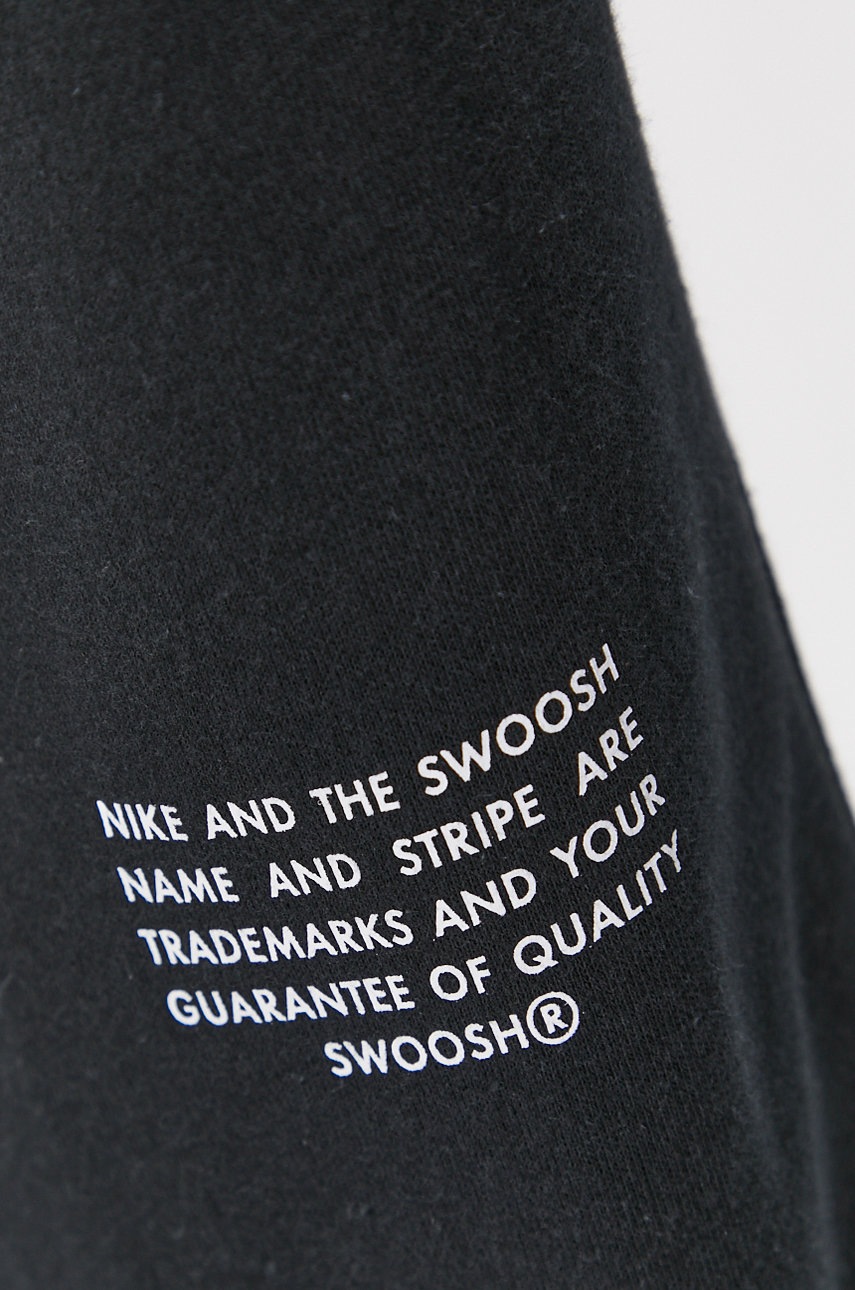 NIKE AND THE SWOOSH
NAME AND STRIPE ARE
TRADEMARKS AND YOUR
GUARANTEE OF QUALITY
SWOOSH®